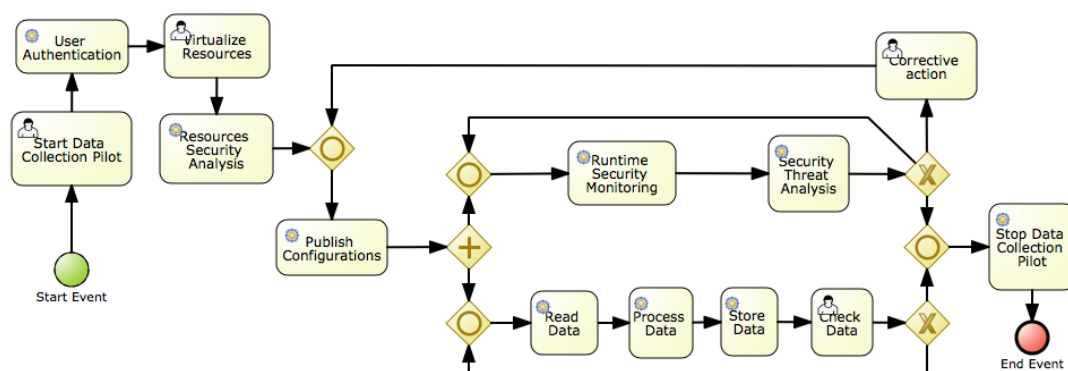 User
Authentication
Virtualize
Resources
Start Data
Collection Pilot
Resources
Security
Analysis
Corrective
action
Runtime
Security
Monitoring
Security
Threat
Analysis
Publish
Configurations
Stop Data
Collection
Pilot
Start Event
Read
Data
Process
Data
Store
Data
Check
Data
End Event